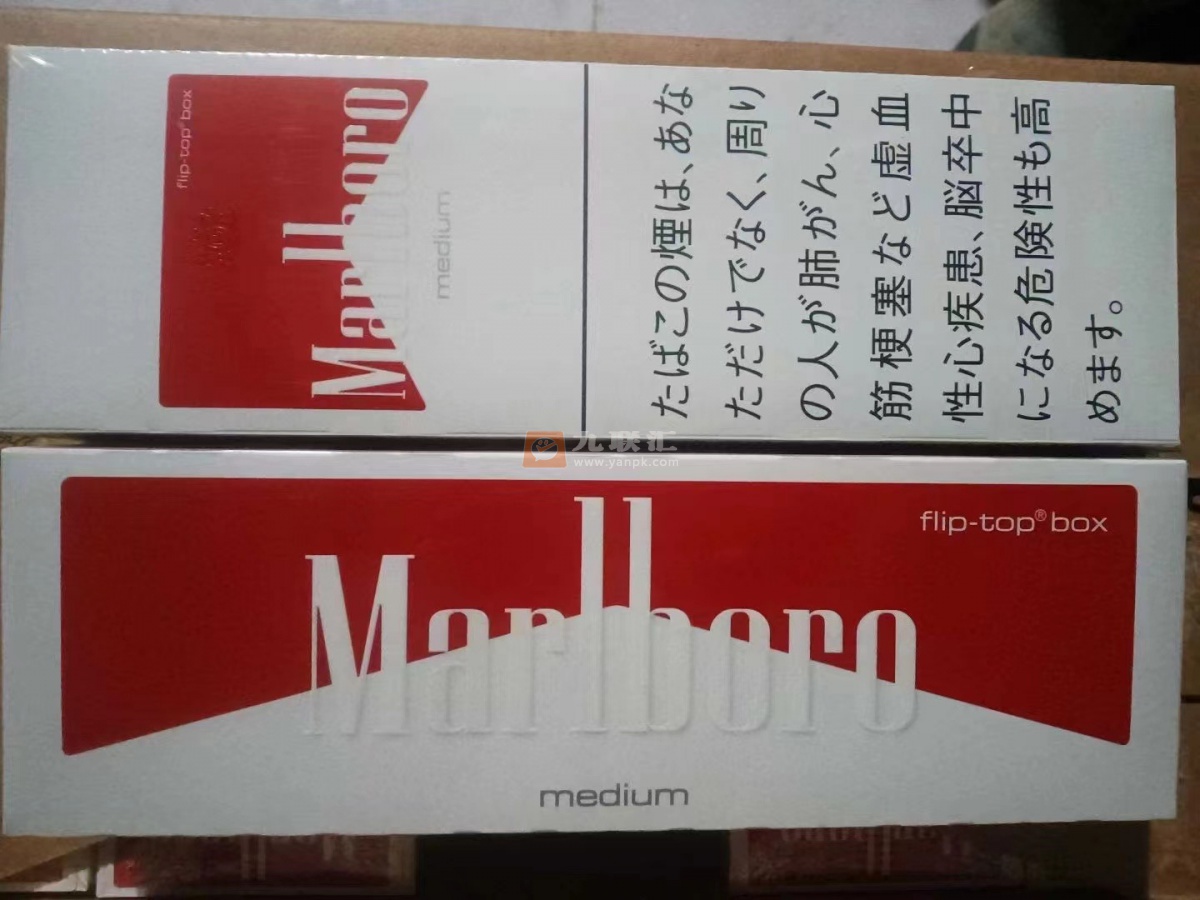 flip-top® box
Marlboro
medium
たばこの煙は、あな
ただけでなく、周り
の人が肺がん、心
筋梗塞など虚血
性心疾患、脳卒中
になる危険性も高
めます。
九联汇
www.yanpk.com
flip-top® box
Marlboro
medium